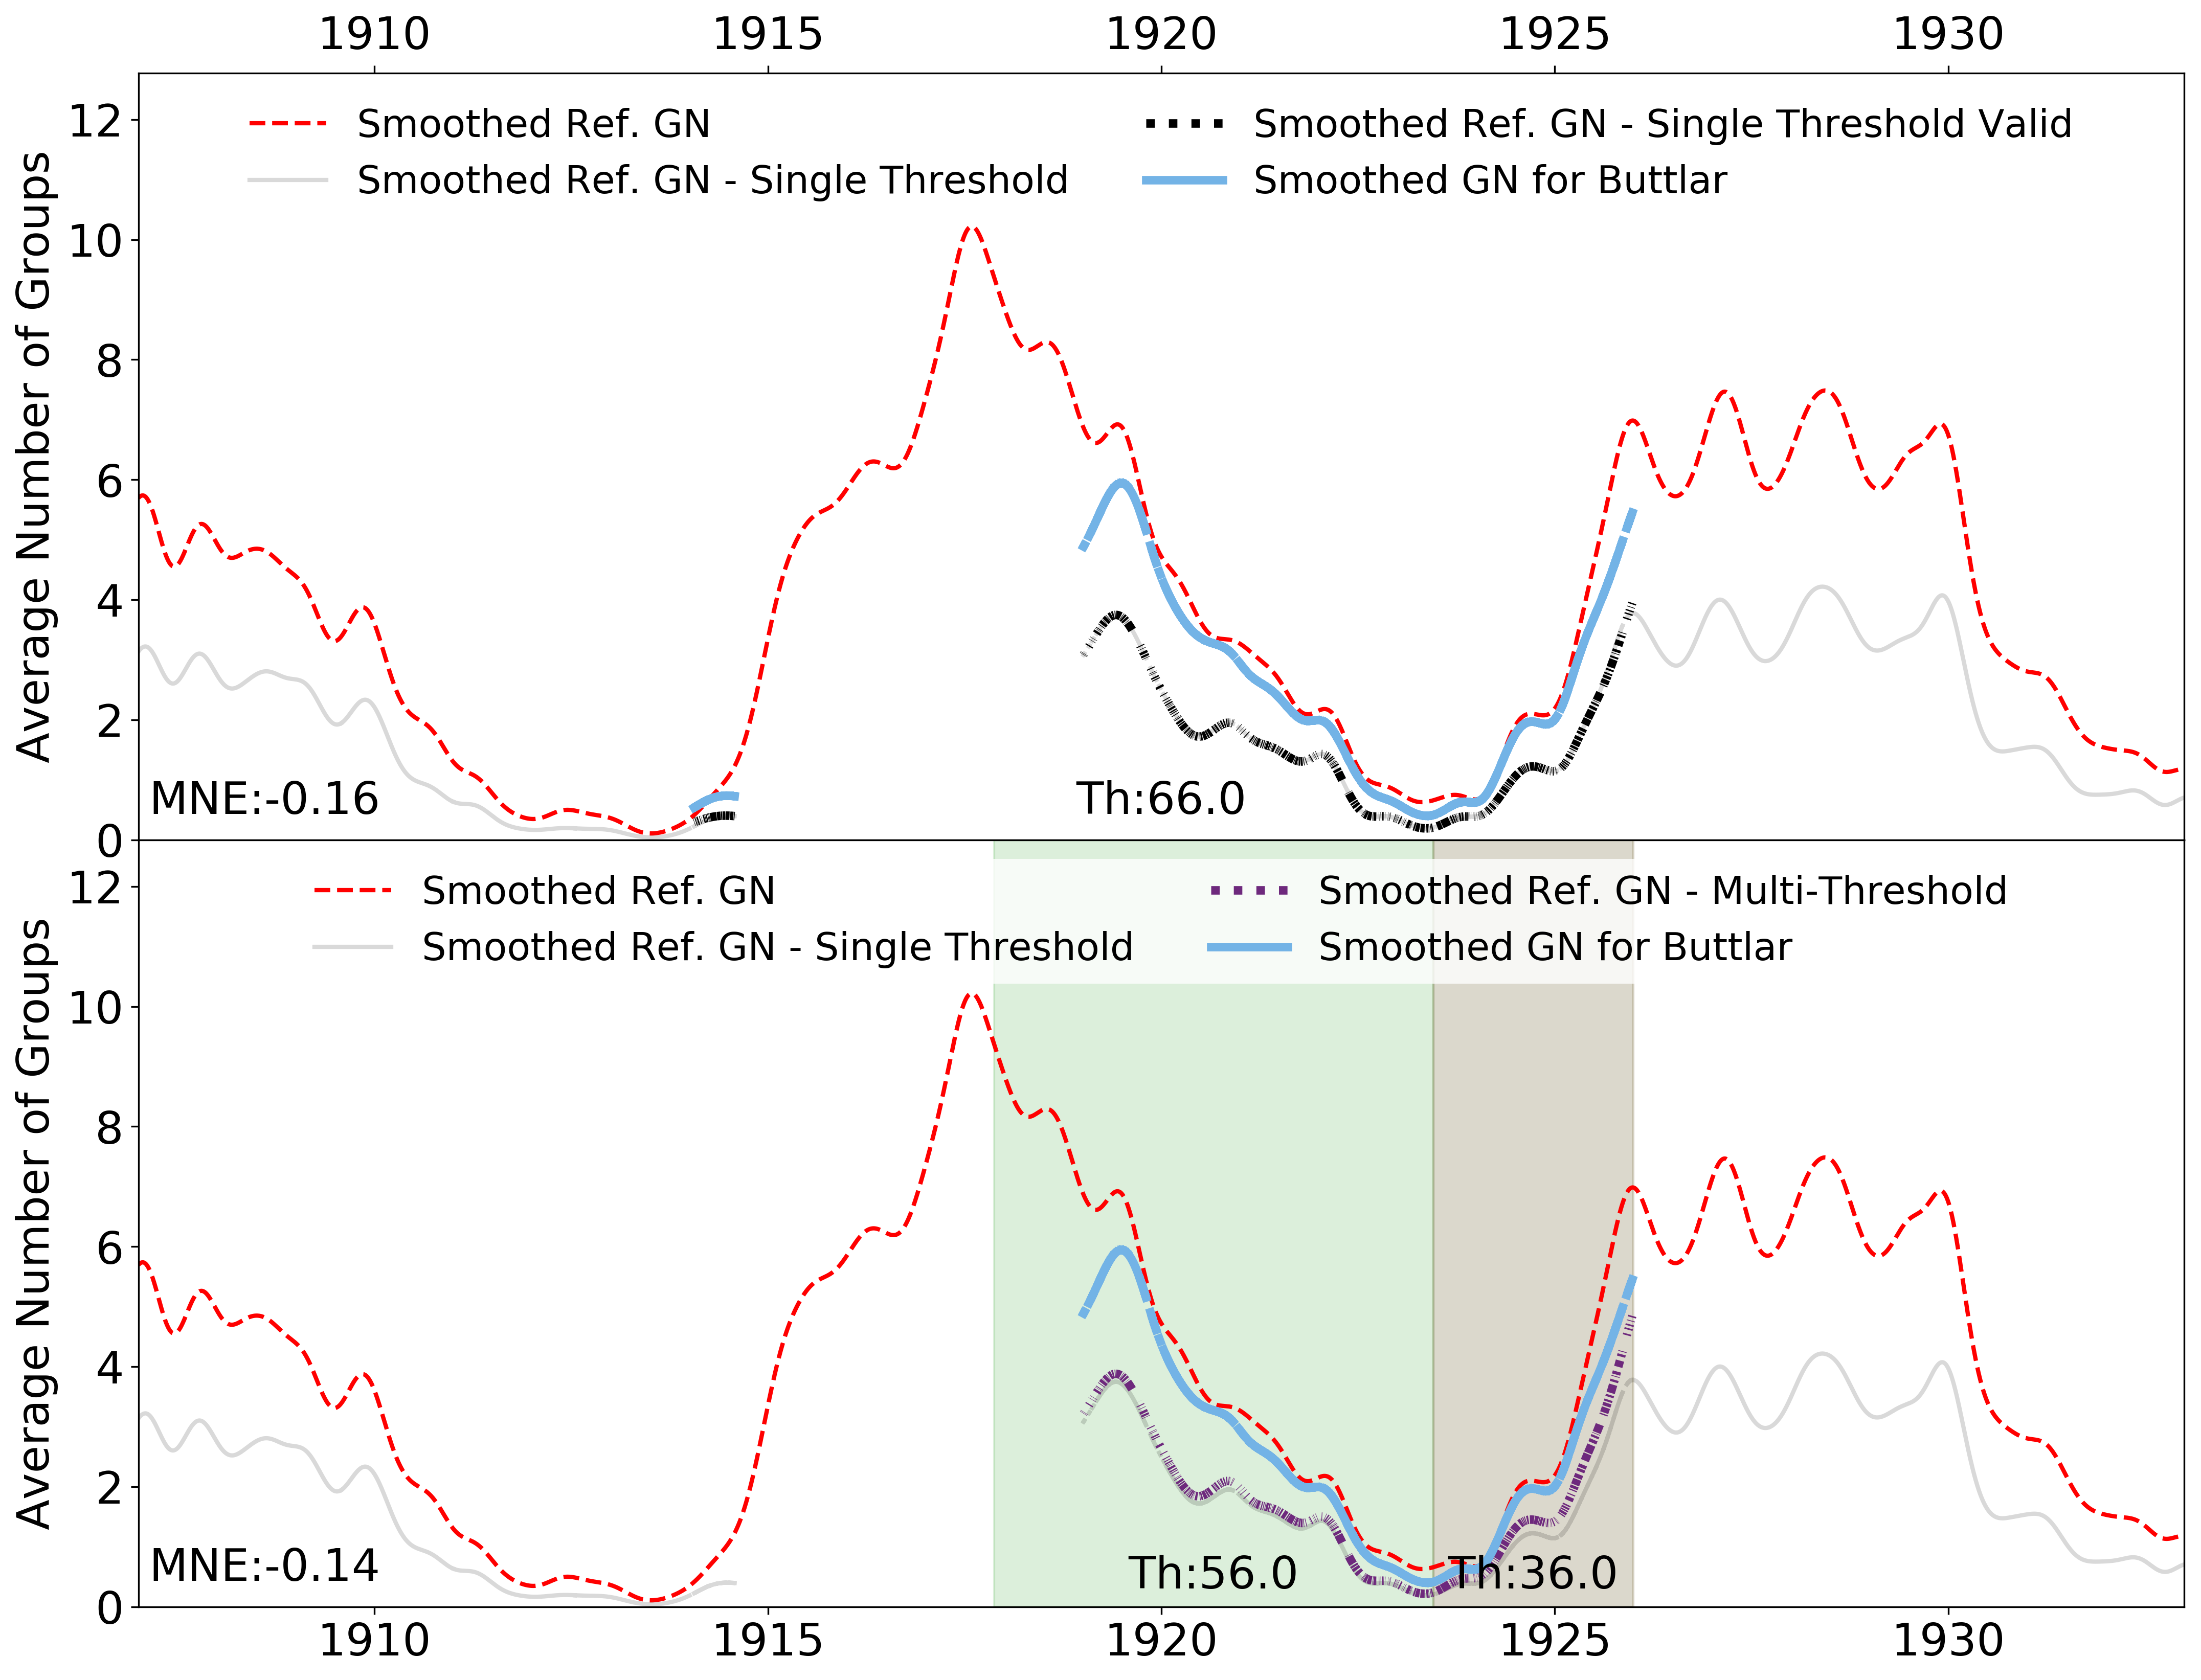 1910 1915 1920 1925 1930
Average Number of Groups
12
10
8
6
4
2
0
Smoothed Ref. GN
Smoothed Ref. GN - Single Threshold
Smoothed Ref. GN - Single Threshold Valid
Smoothed GN for Buttlar
MNE:-0.16
Th:66.0
Average Number of Groups
12
10
8
6
4
2
0
Smoothed Ref. GN
Smoothed Ref. GN - Single Threshold
Smoothed Ref. GN - Multi-Threshold
Smoothed GN for Buttlar
MNE:-0.14
Th:56.0
Th:36.0
1910 1915 1920 1925 1930